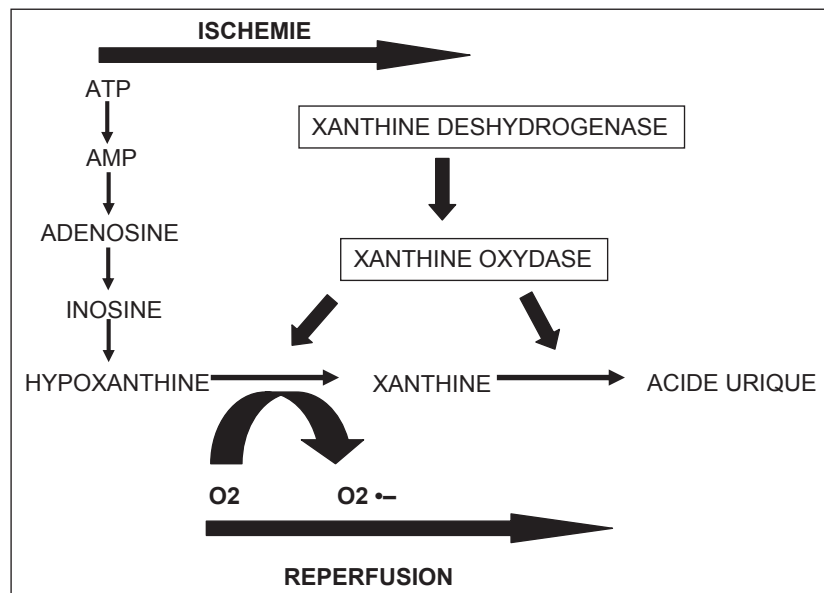 ISCHEMIE
ATP
XANTHINE DESHYDROGENASE
AMP
ADENOSINE
XANTHINE OXYDASE
INOSINE
HYPOXANTHINE XANTHINE ACIDE URIQUE
O2 O2 •–
REPERFUSION